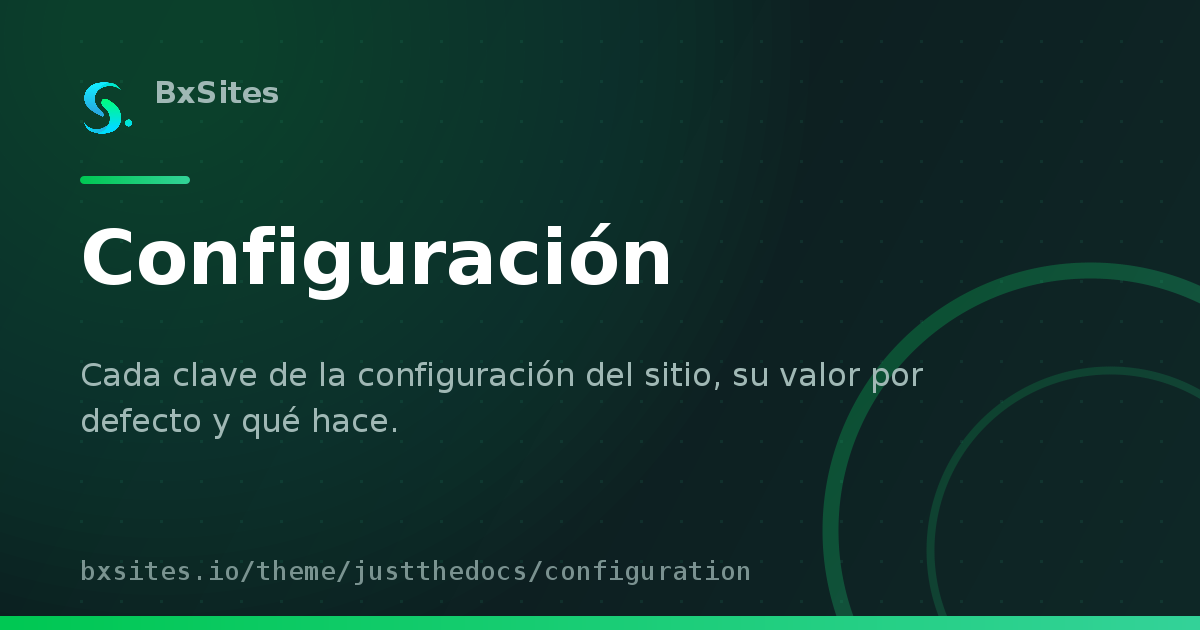 BxSites
Configuración
Cada clave de la configuración del sitio, su valor por
defecto y qué hace.
bxsites.io/theme/justthedocs/configuration